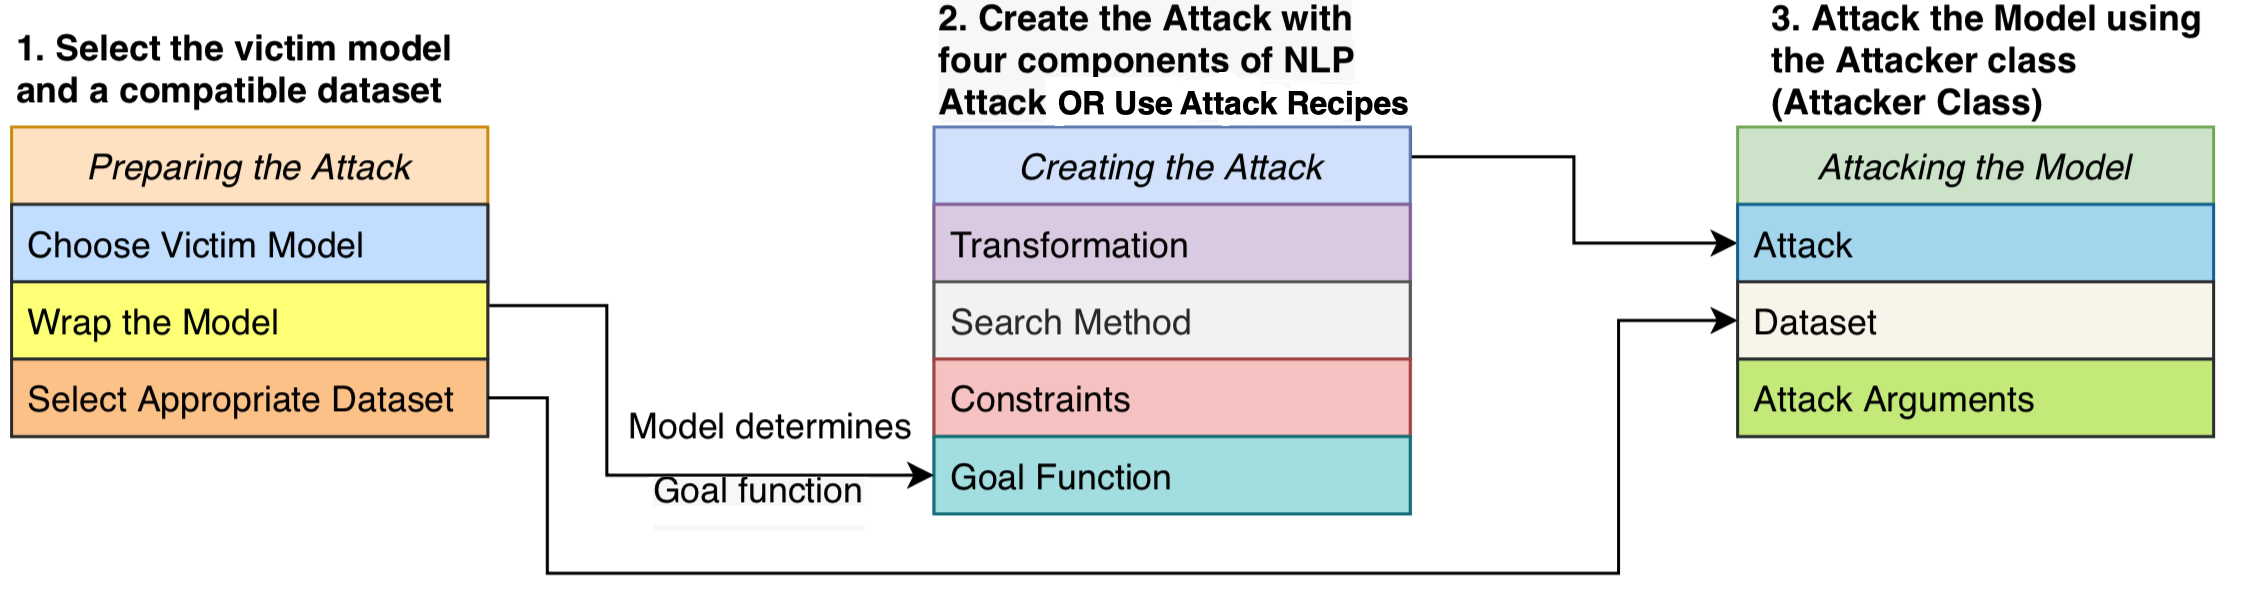 1. Select the victim model
and a compatible dataset
Preparing the Attack
Choose Victim Model
Wrap the Model
Select Appropriate Dataset
Model determines
Goal function
2. Create the Attack with
four components of NLP
Attack OR Use Attack Recipes
Creating the Attack
Transformation
Search Method
Constraints
Goal Function
3. Attack the Model using
the Attacker class
(Attacker Class)
Attacking the Model
Attack
Dataset
Attack Arguments